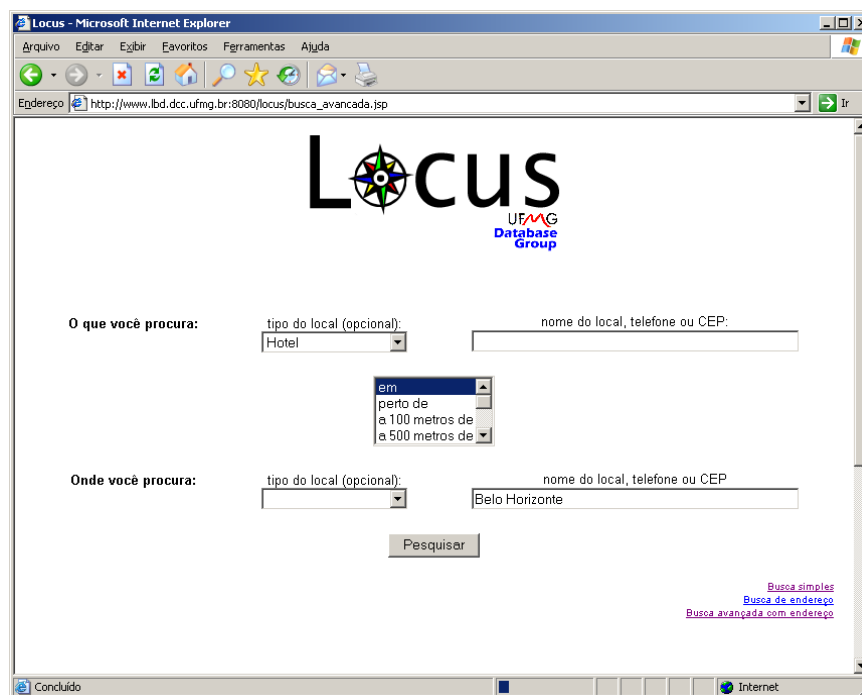 Locus - Microsoft Internet Explorer
Arquivo Editar Exibir Favoritos Ferramentas Ajuda
Endereço http://www.lbd.dcc.ufmg.br:8080/locus/busca_avancada.jsp Ir
Locus
UFMG
Database
Group
O que você procura: tipo do local (opcional): nome do local, telefone ou CEP:
Hotel
em
perto de
a 100 metros de
a 500 metros de
Onde você procura: tipo do local (opcional): nome do local, telefone ou CEP
Belo Horizonte
Pesquisar
Busca simples
Busca de endereço
Busca avançada com endereço
Concluído Internet